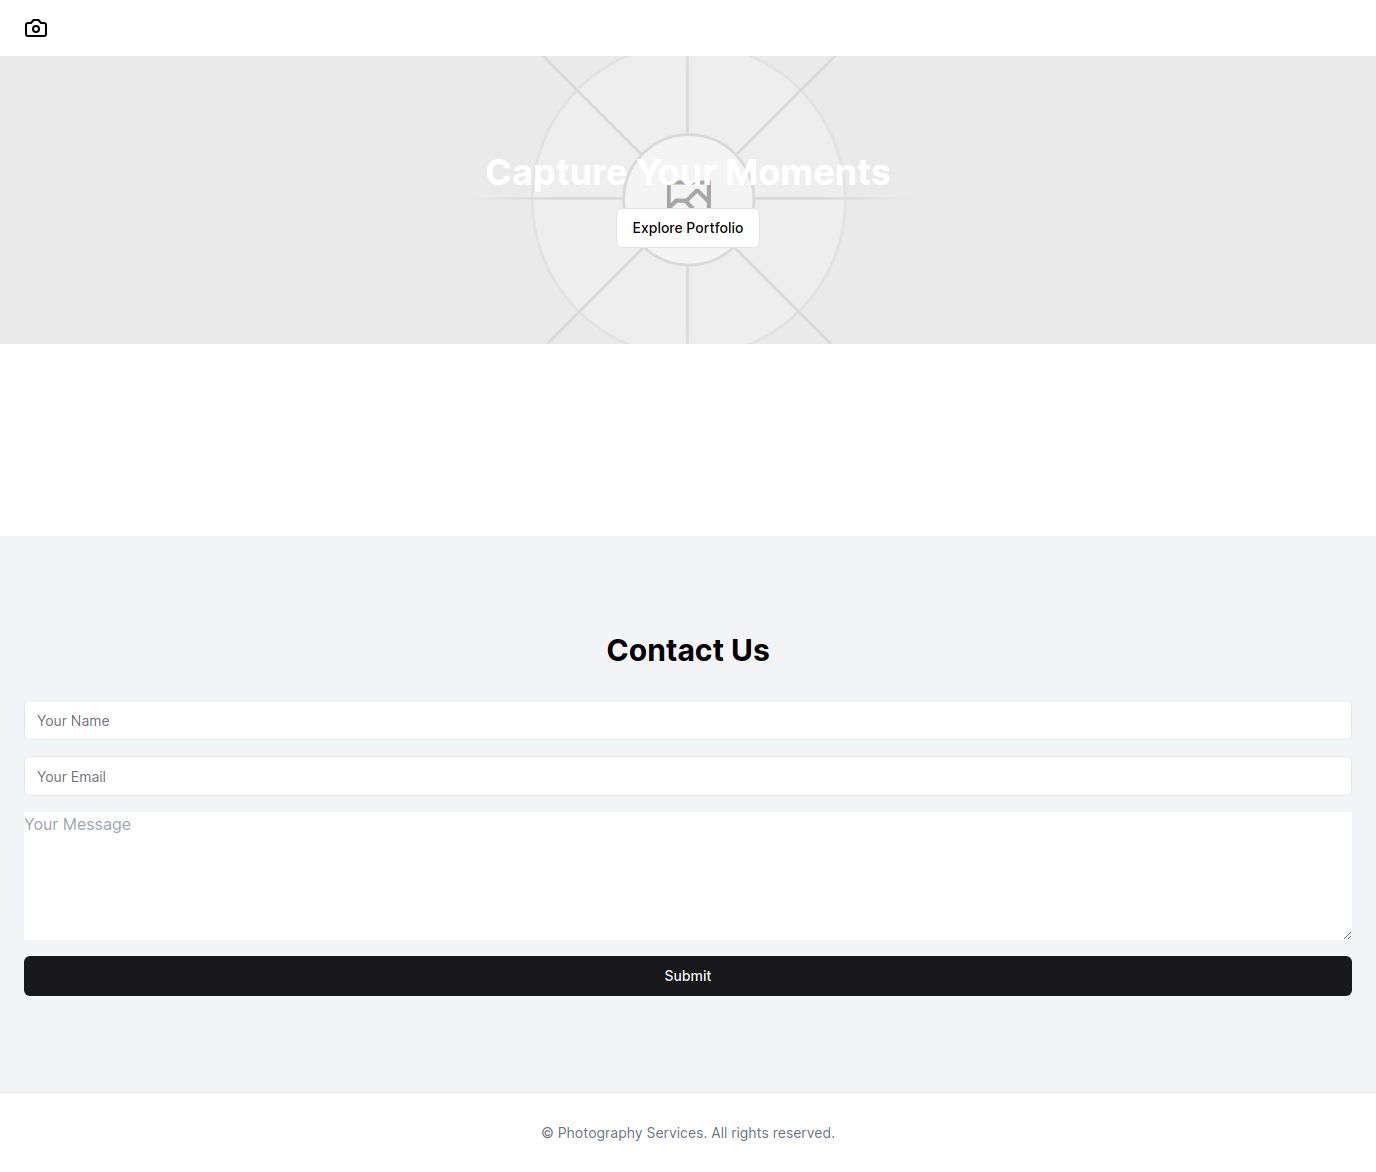 Capture Your Moments
Explore Portfolio
Contact Us
Your Name
Your Email
Your Message
Submit
© Photography Services. All rights reserved.